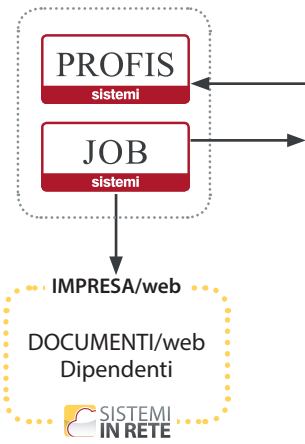 PROFIS
sistemi
JOB
sistemi
IMPRESA/web
DOCUMENTI/web
Dipendenti
SISTEMI
IN RETE